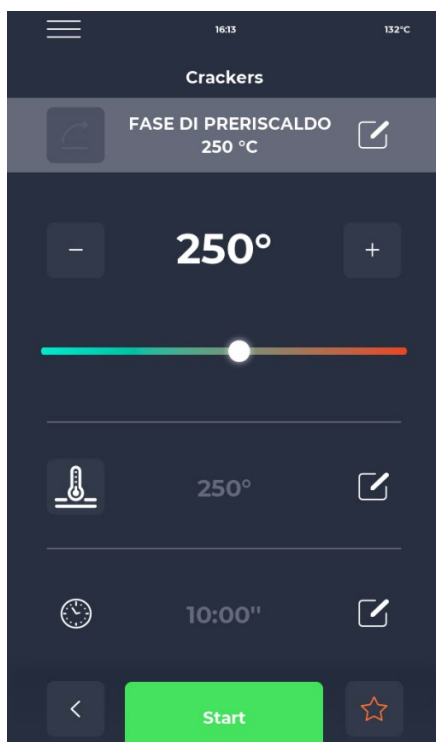 16:13
132°C
Crackers
FASE DI PRERISCALDO
250 °C
−
250°
+
250°
10:00''
Start